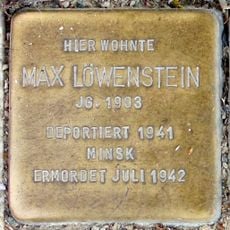 HIER WOHNTE
MAX LÖWENSTEIN
JG. 1903
DEPORTIERT 1941
MINSK
ERMORDET JULI 1942